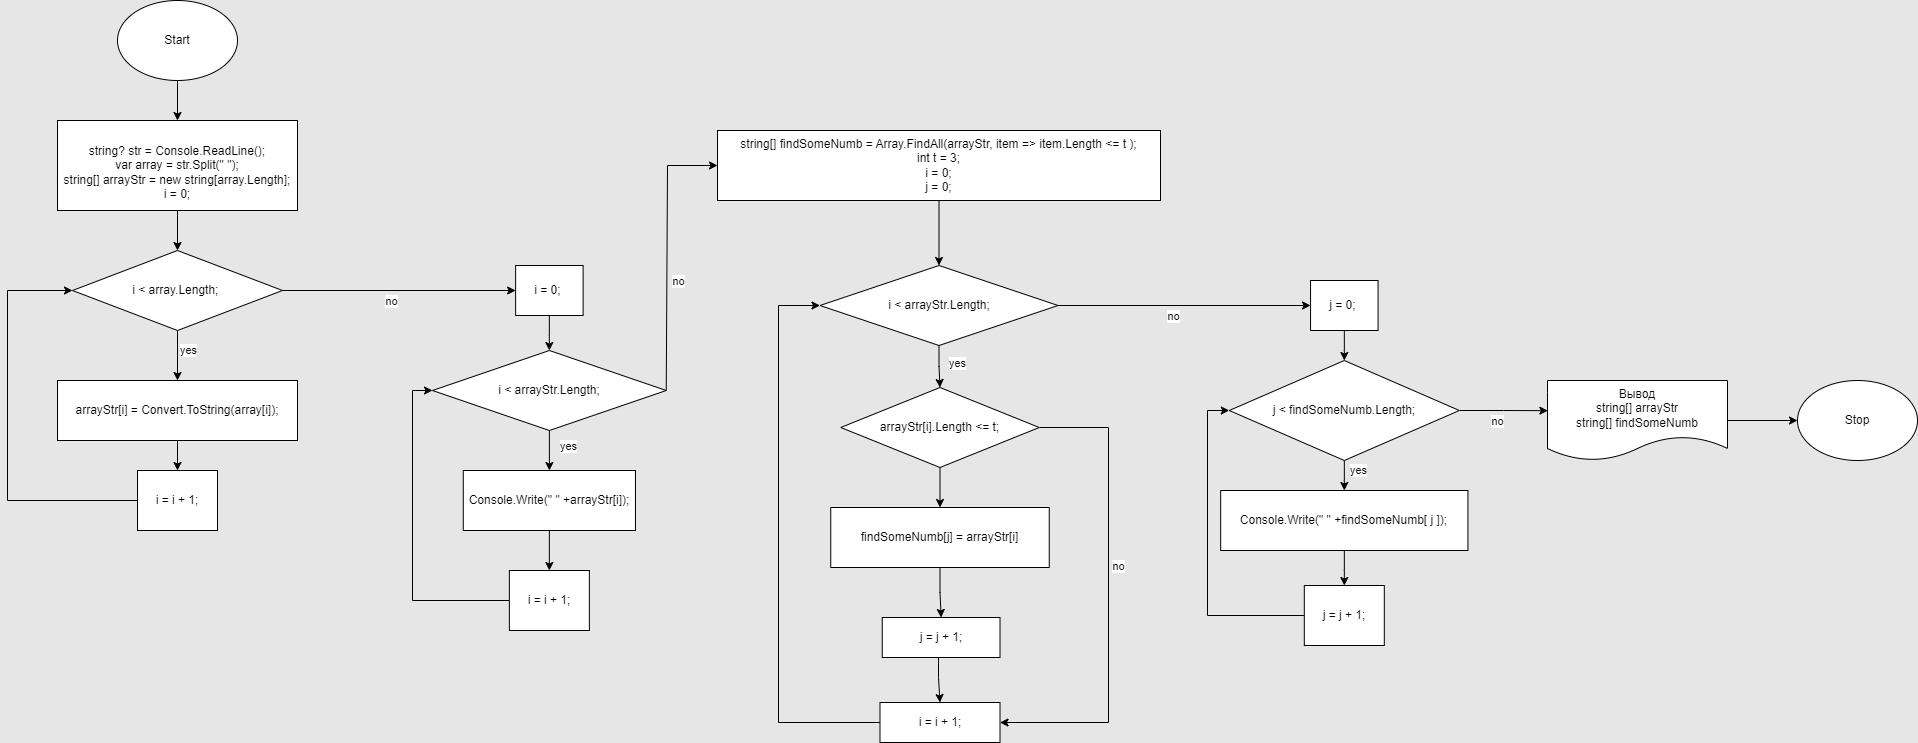 Start
string? str = Console.ReadLine();
var array = str.Split(" ");
string[] arrayStr = new string[array.Length];
i = 0;
i < array.Length;
no
yes
arrayStr[i] = Convert.ToString(array[i]);
i = i + 1;
i = 0;
i < arrayStr.Length;
no
yes
Console.Write(" " +arrayStr[i]);
i = i + 1;
string[] findSomeNumb = Array.FindAll(arrayStr, item => item.Length <= t );
int t = 3;
i = 0;
j = 0;
i < arrayStr.Length;
no
yes
arrayStr[i].Length <= t;
no
findSomeNumb[j] = arrayStr[i]
j = j + 1;
i = i + 1;
j = 0;
j < findSomeNumb.Length;
no
yes
Console.Write(" " +findSomeNumb[ j ]);
j = j + 1;
Вывод
string[] arrayStr
string[] findSomeNumb
Stop